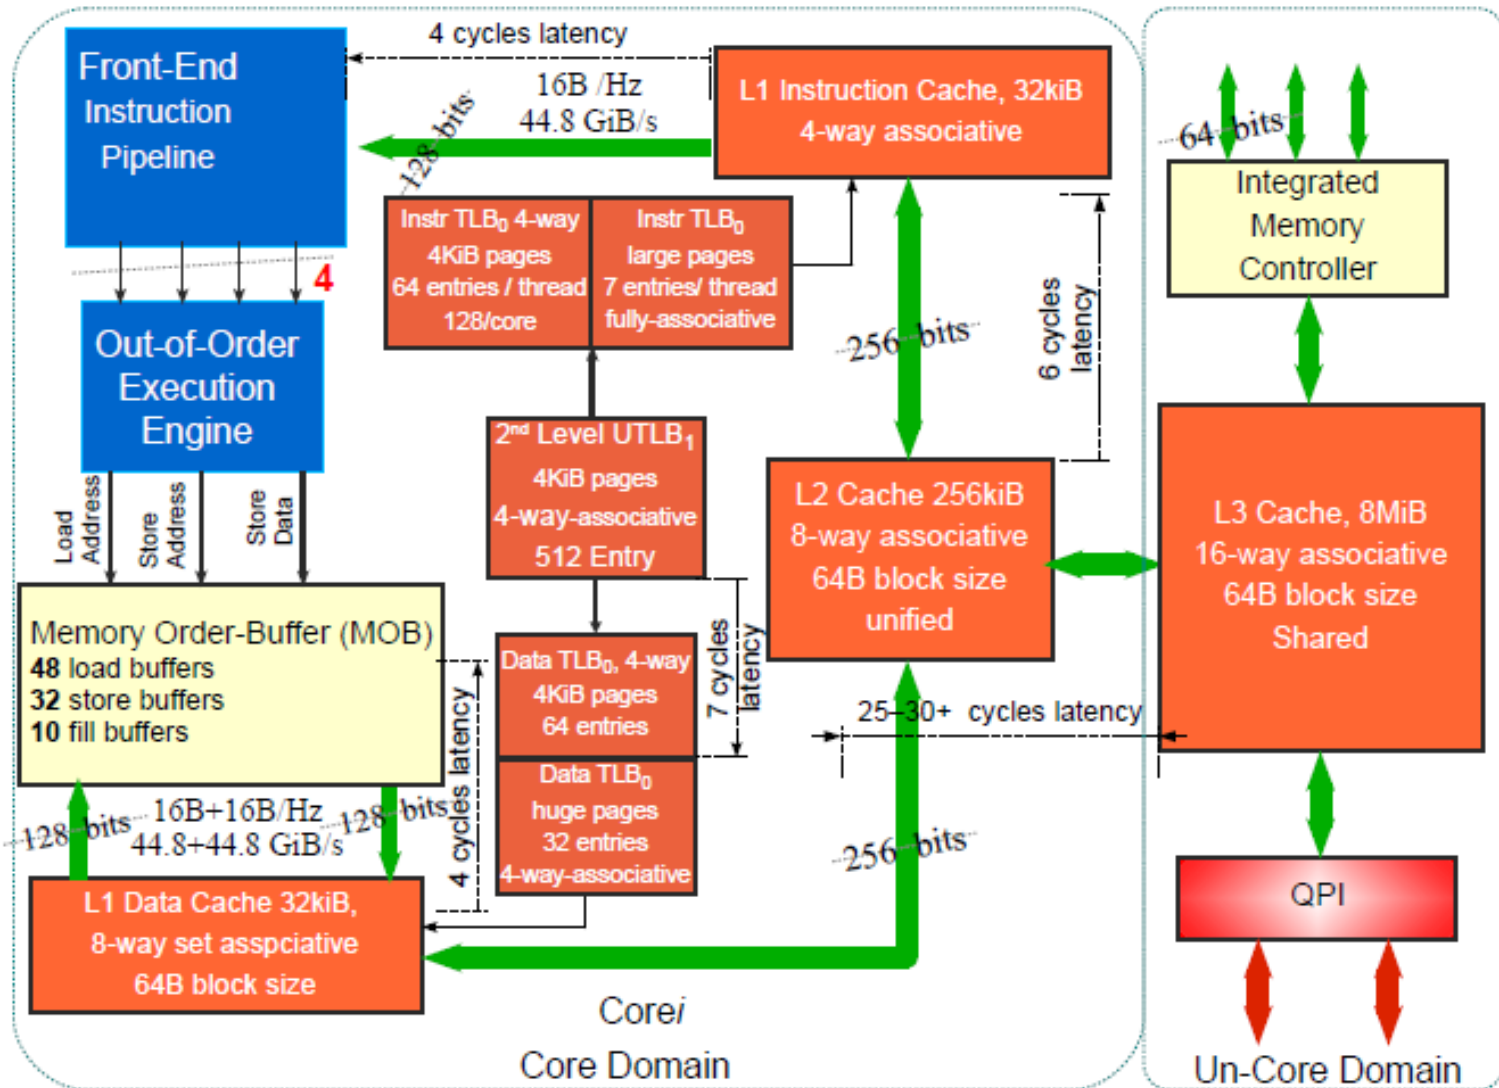 4 cycles latency
Front-End
Instruction
Pipeline
16B /Hz
44.8 GiB/s
128 bits
L1 Instruction Cache, 32kiB
4-way associative
64 bits
Integrated
Memory
Controller
Instr TLB0 4-way
4KiB pages
64 entries / thread
128/core
Instr TLB0
large pages
7 entries/ thread
fully-associative
4
Out-of-Order
Execution
Engine
256 bits
6 cycles
latency
2nd Level UTLB1
4KiB pages
4-way-associative
512 Entry
Load
Address
Store
Address
Store
Data
L2 Cache 256kiB
8-way associative
64B block size
unified
L3 Cache, 8MiB
16-way associative
64B block size
Shared
Memory Order-Buffer (MOB)
48 load buffers
32 store buffers
10 fill buffers
Data TLB0, 4-way
4KiB pages
64 entries
7 cycles
latency
25–30+ cycles latency
4 cycles latency
Data TLB0
huge pages
32 entries
4-way-associative
128 bits
16B+16B/Hz
44.8+44.8 GiB/s
128 bits
256 bits
L1 Data Cache 32kiB,
8-way set asspciative
64B block size
QPI
Corei
Core Domain
Un-Core Domain